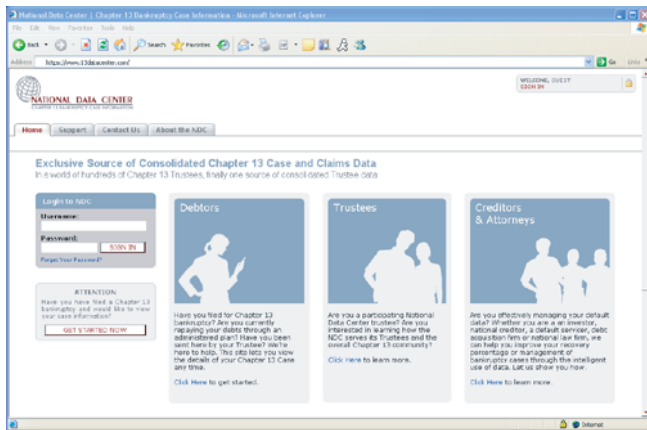 National Data Center | Chapter 13 Bankruptcy Case Information - Microsoft Internet Explorer
File Edit View Favorites Tools Help
Back Search Favorites
Address https://www.13datacenter.com/ Go Links
WELCOME, GUEST
SIGN IN
NATIONAL DATA CENTER
CHAPTER 13 BANKRUPTCY CASE INFORMATION
Home Support Contact Us About the NDC
Exclusive Source of Consolidated Chapter 13 Case and Claims Data
In a world of hundreds of Chapter 13 Trustees, finally one source of consolidated Trustee data
Login to NDC
Username:
Password:
SIGN IN
Forgot Your Password?
ATTENTION
Have you have filed a Chapter 13
bankruptcy and would like to view
your case information?
GET STARTED NOW
Debtors
Have you filed for Chapter 13
bankruptcy? Are you currently
repaying your debts through an
administered plan? Have you been
sent here by your Trustee? We're
here to help. This site lets you view
the details of your Chapter 13 Case
any time.
Click Here to get started.
Trustees
Are you a participating National
Data Center trustee? Are you
interested in learning how the
NDC serves its Trustees and the
overall Chapter 13 community?
Click Here to learn more.
Creditors
& Attorneys
Are you effectively managing your default
data? Whether you are a an investor,
national creditor, a default servicer, debt
acquisition firm or national law firm, we
can help you improve your recovery
percentage or management of
bankruptcy cases through the intelligent
use of data. Let us show you how.
Click Here to learn more.
Internet